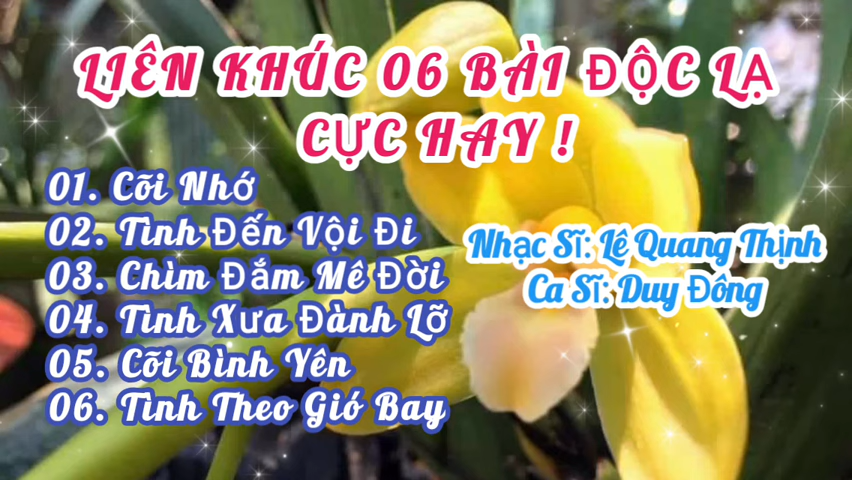 LIÊN KHÚC 06 BÀI ĐỘC LẠ
CỰC HAY !
01. Cõi Nhớ
02. Tình Đến Vội Đi
03. Chìm Đắm Mê Đời
04. Tình Xưa Đành Lỡ
05. Cõi Bình Yên
06. Tình Theo Gió Bay
Nhạc Sĩ: Lê Quang Thịnh
Ca Sĩ: Duy Đông